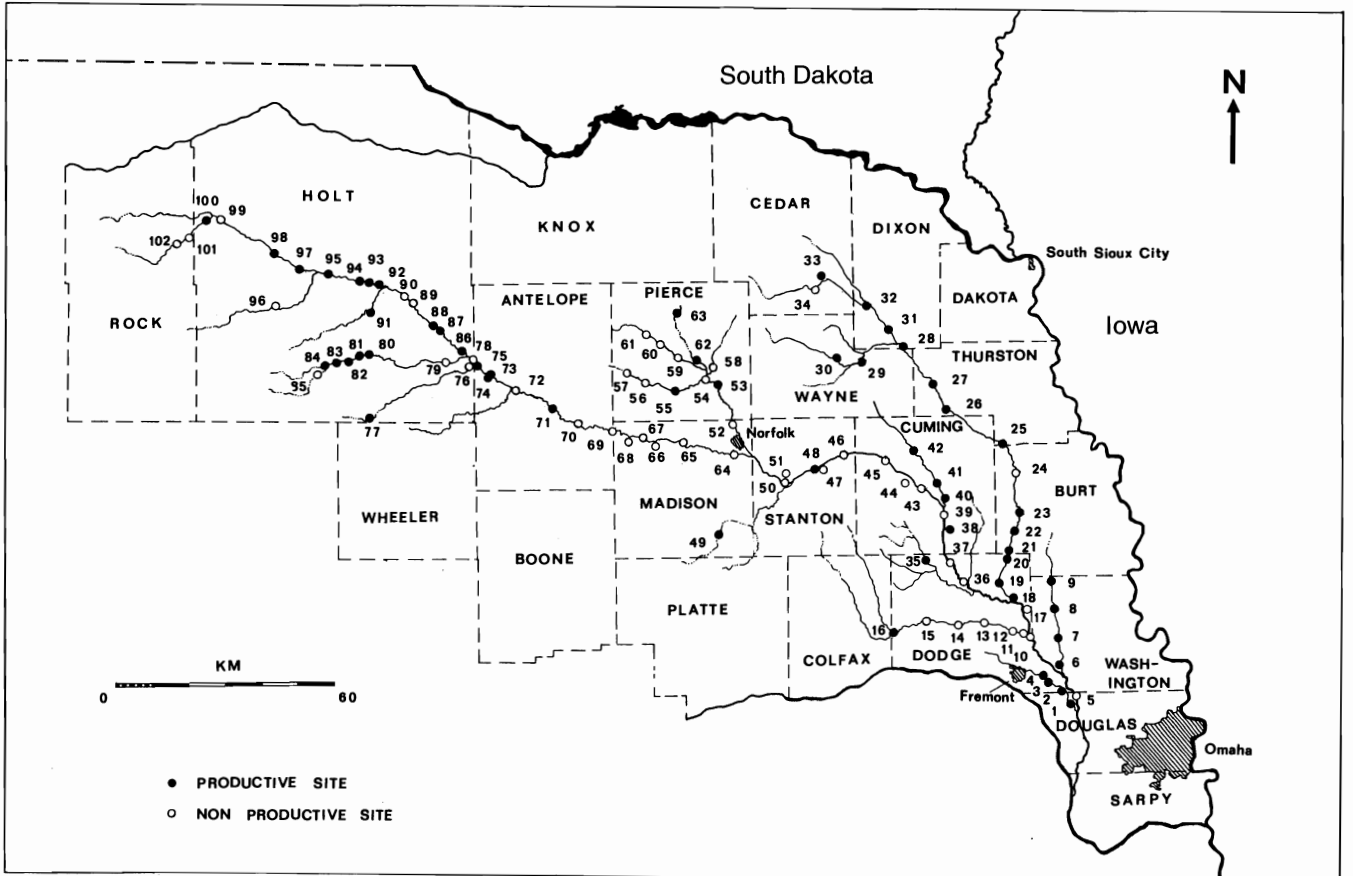 South Dakota
N
HOLT
KNOX
CEDAR
DIXON
South Sioux City
DAKOTA
Iowa
ROCK
ANTELOPE
PIERCE
THURSTON
WAYNE
CUMING
Norfolk
BURT
WHEELER
MADISON
STANTON
BOONE
PLATTE
COLFAX
DODGE
WASH-
INGTON
Fremont
DOUGLAS
Omaha
SARPY
KM
0 60
PRODUCTIVE SITE
NON PRODUCTIVE SITE
100 99
102 101
98
97
95
94 93
92
90
89
96
91
88 87
86
78
75
73
84 83 81 80
82
85
79
76
74
72
77
71
70
69
68
67
66
65
64
63
62
61
60
59
58
57
56
55
54
53
52
51
50
49
48
47
46
45
44
43
42
41
40
39
38
37
36
35
34
33
32
31
30
29
28
27
26
25
24
23
22
21
20
19
18
17
16
15
14
13
12
11
10
9
8
7
6
5
4
3
2
1